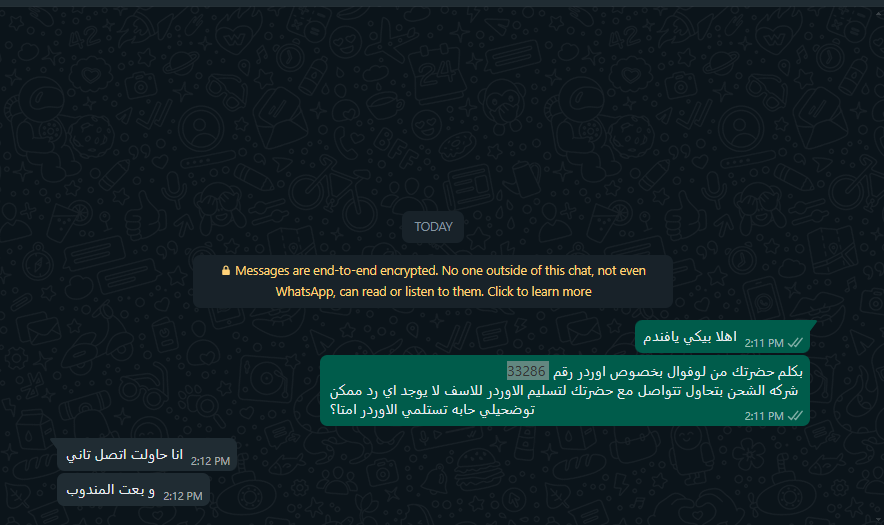 TODAY
Messages are end-to-end encrypted. No one outside of this chat, not even
WhatsApp, can read or listen to them. Click to learn more
اهلا بيكي يافندم
2:11 PM
بكلم حضرتك من لوفوال بخصوص اوردر رقم 33286
شركه الشحن بتحاول تتواصل مع حضرتك لتسليم الاوردر للاسف لا يوجد اي رد ممكن
توضحيلي حابه تستلمي الاوردر امتا؟
2:11 PM
انا حاولت اتصل تاني
2:12 PM
و بعت المندوب
2:12 PM